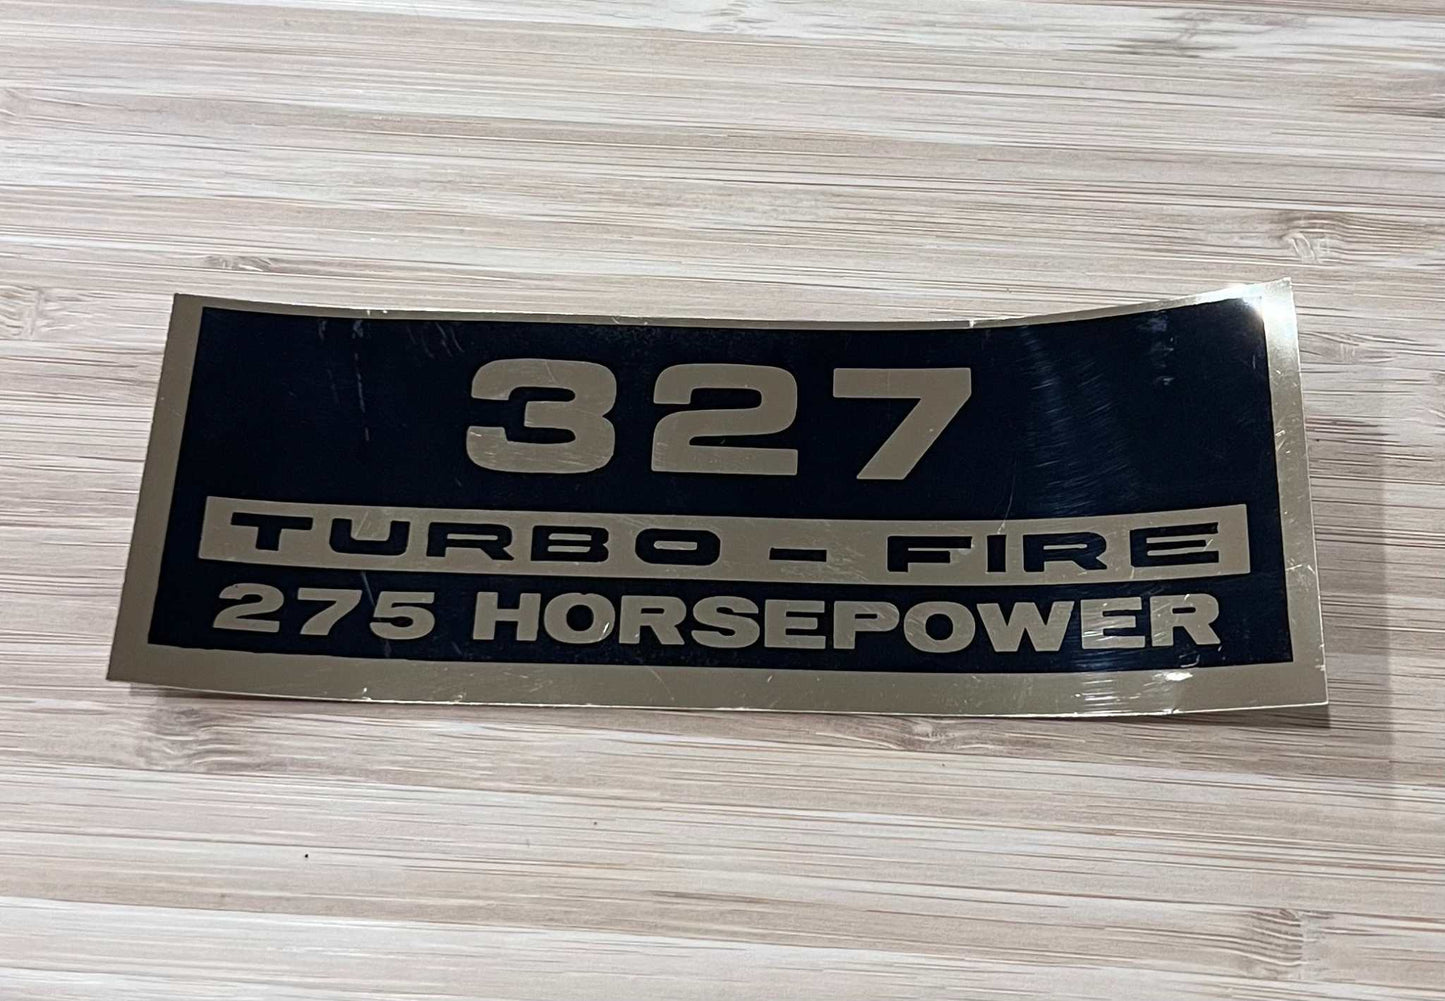 327
TURBO - FIRE
275 HORSEPOWER